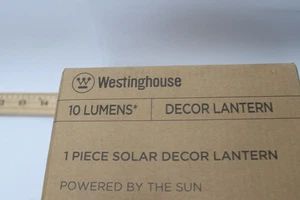 Westinghouse
10 LUMENS* DECOR LANTERN
1 PIECE SOLAR DECOR LANTERN
POWERED BY THE SUN